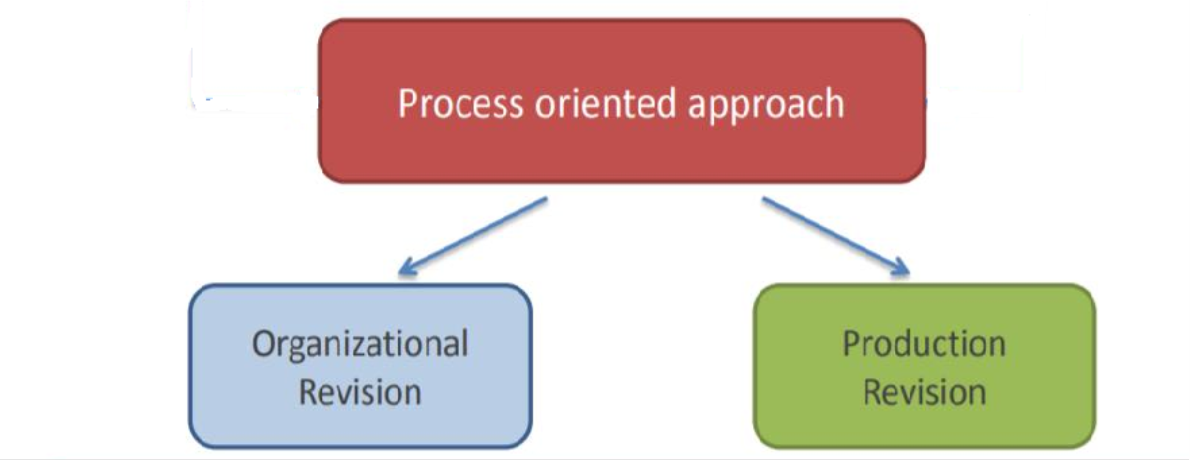 Process oriented approach
Organizational
Revision
Production
Revision